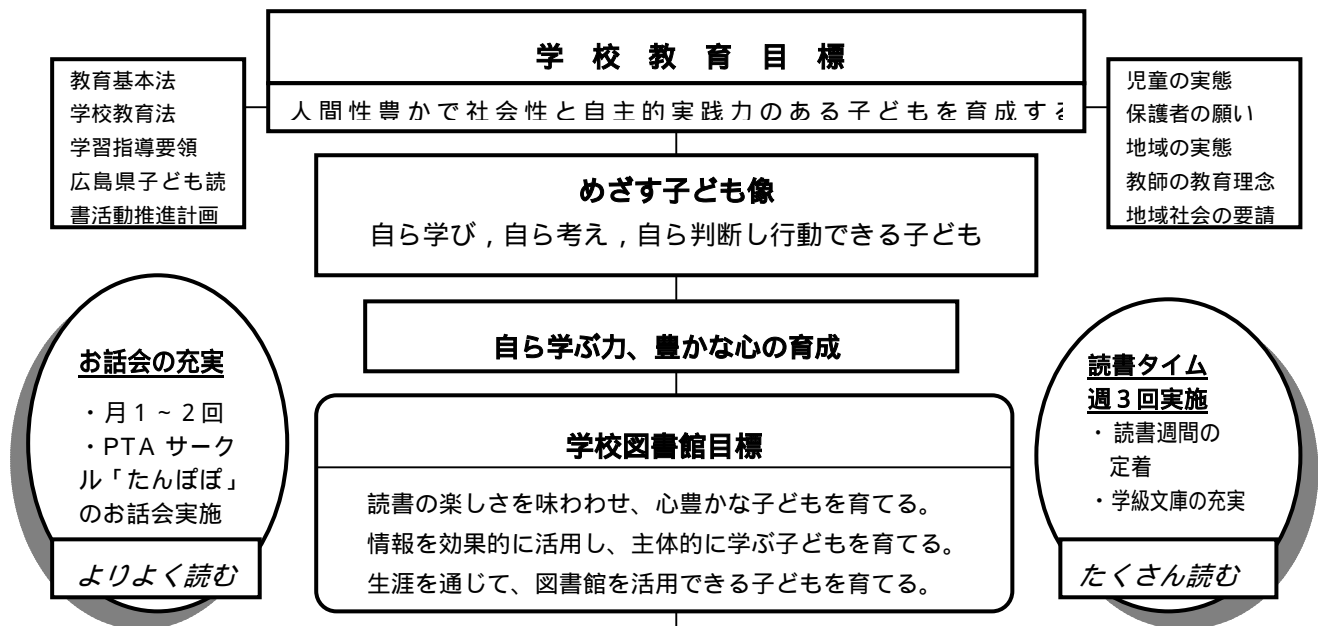 学校教育目標
人間性豊かで社会性と自主的実践力のある子どもを育成する
教育基本法
学校教育法
学習指導要領
広島県子ども読
書活動推進計画
児童の実態
保護者の願い
地域の実態
教師の教育理念
地域社会の要請
めざす子ども像
自ら学び，自ら考え，自ら判断し行動できる子ども
自ら学ぶ力、豊かな心の育成
お話会の充実
・月１～２回
・PTA サーク
ル「たんぽぽ」
のお話会実施
よりよく読む
学校図書館目標
読書の楽しさを味わわせ、心豊かな子どもを育てる。
情報を効果的に活用し、主体的に学ぶ子どもを育てる。
生涯を通じて、図書館を活用できる子どもを育てる。
読書タイム
週３回実施
・読書週間の
定着
・学級文庫の充実
たくさん読む